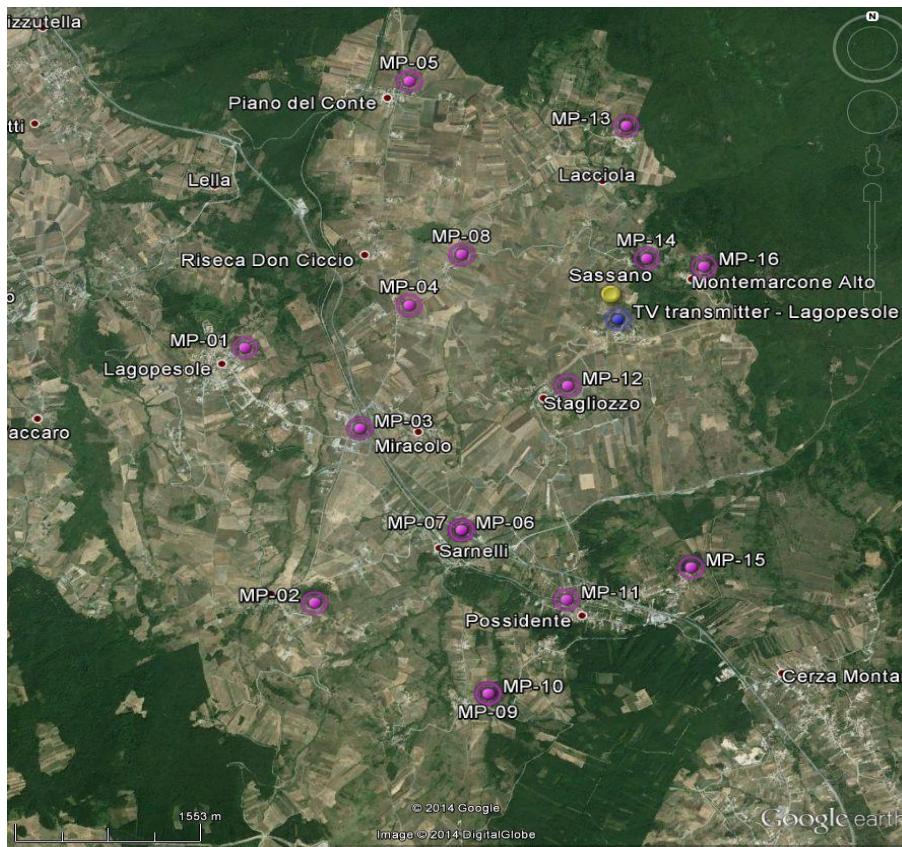 izzutella
MP-05
Piano del Conte
MP-13
tti
Lella
Lacciola
MP-08
MP-14
Riseca Don Ciccio
MP-16
Sassano
Montemarcone Alto
MP-04
TV transmitter - Lagopesole
MP-01
Lagopesole
MP-12
Stagliozzo
MP-03
accaro
Miracolo
MP-07 MP-06
Sarnelli
MP-15
MP-02
MP-11
Possidente
Cerza Monta
MP-10
MP-09
© 2014 Google
1553 m
Image © 2014 DigitalGlobe
Google earth
N